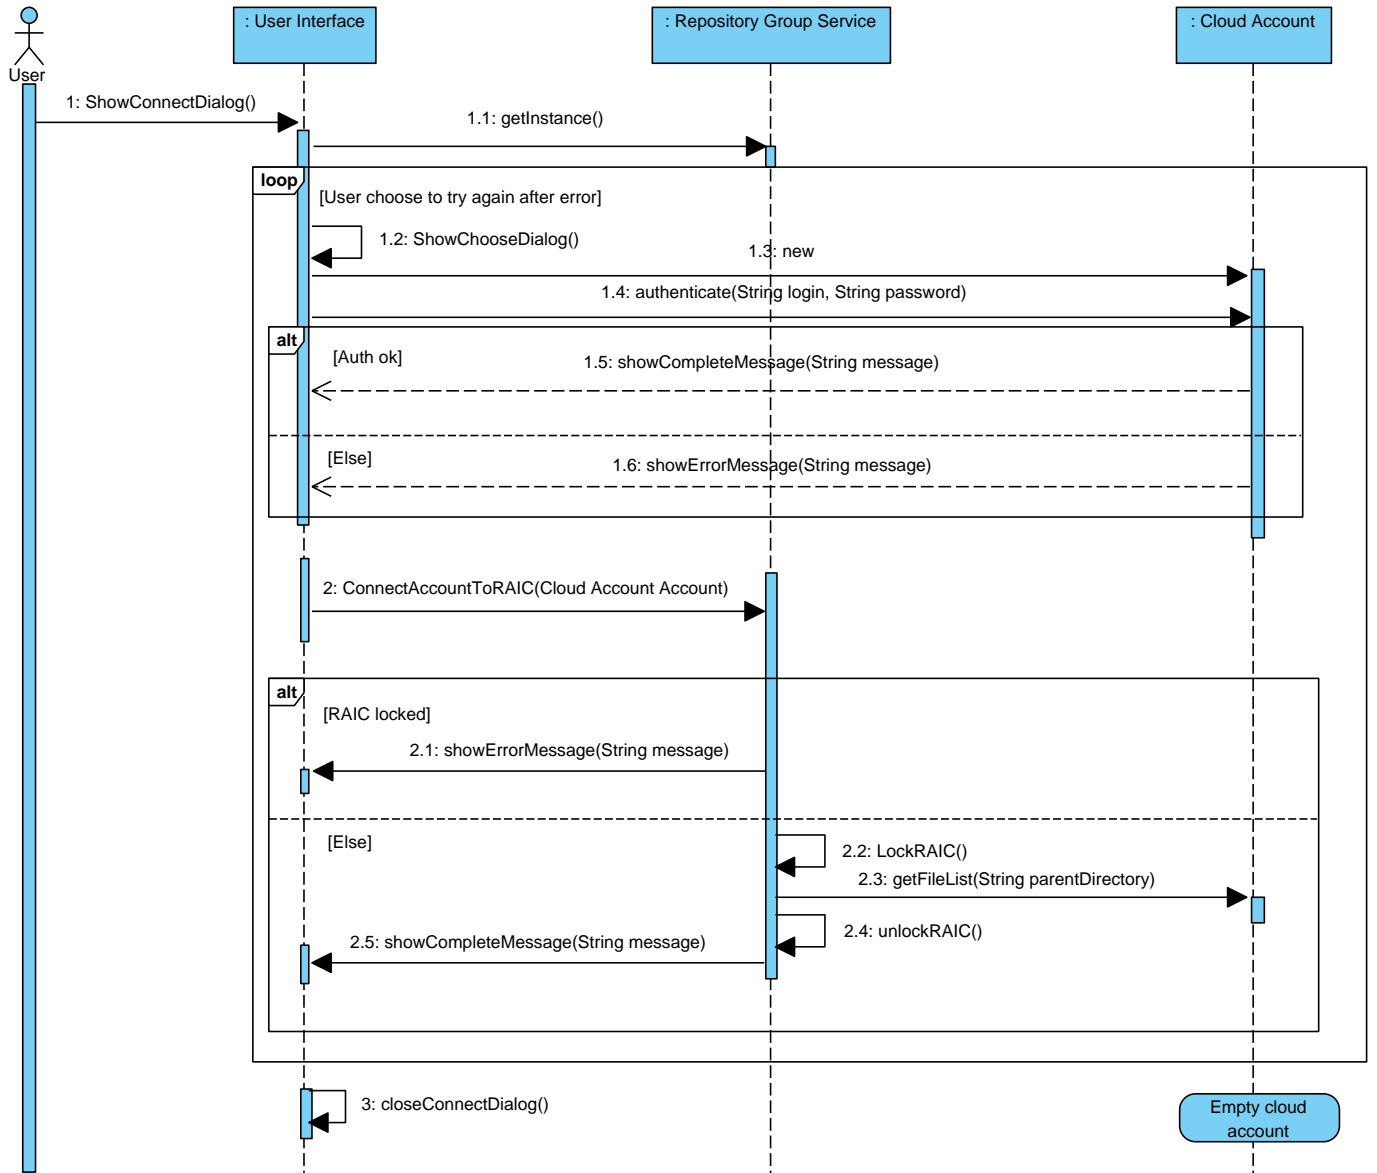 : User Interface
: Repository Group Service
: Cloud Account
User
1: ShowConnectDialog()
1.1: getInstance()
loop
[User choose to try again after error]
1.2: ShowChooseDialog()
1.3: new
1.4: authenticate(String login, String password)
alt
[Auth ok]
1.5: showCompleteMessage(String message)
[Else]
1.6: showErrorMessage(String message)
2: ConnectAccountToRAIC(Cloud Account Account)
alt
[RAIC locked]
2.1: showErrorMessage(String message)
[Else]
2.2: LockRAIC()
2.3: getFileList(String parentDirectory)
2.4: unlockRAIC()
2.5: showCompleteMessage(String message)
3: closeConnectDialog()
Empty cloud
account